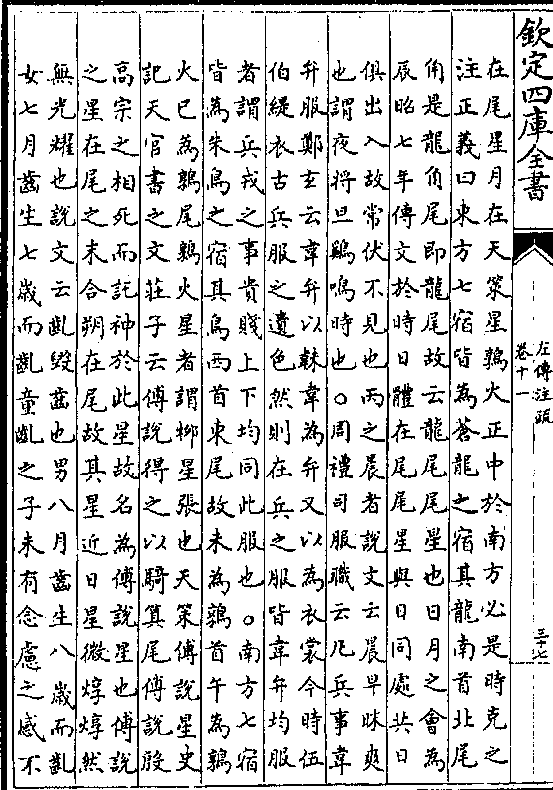 欽定四庫全書
左傳注疏
卷十一
三七
在尾星月在天策星鶉火正中於南方必是時克之
注正義曰東方七宿皆為蒼龍之宿其龍南首北尾
角是龍角尾即龍尾故云龍尾尾星也日月之會為
辰昭七年傳文於時日體在尾尾星與日同處共日
俱出入故常伏不見也丙之晨者說文云晨早昧爽
也謂夜將旦鷄鳴時也○周禮司服職云凡兵事韋
弁服鄭玄云韋弁以韎韋為弁又以為衣裳今時伍
伯緹衣古兵服之遺色然則在兵之服皆韋弁均服
者謂兵戎之事貴賤上下均同此服也○南方七宿
皆為朱鳥之宿其鳥西首東尾故未為鶉首午為鶉
火巳為鶉尾鶉火星者謂柳星張也天策傅說星史
記天官書之文莊子云傅說得之以騎箕尾傅說殷
高宗之相死而託神於此星故名為傅說星也傅說
之星在尾之末合朔在尾故其星近日星微焞焞然
無光耀也說文云齔毀齒也男八月齒生八歲而齔
女七月齒生七歲而齔童齔之子未有念慮之感不